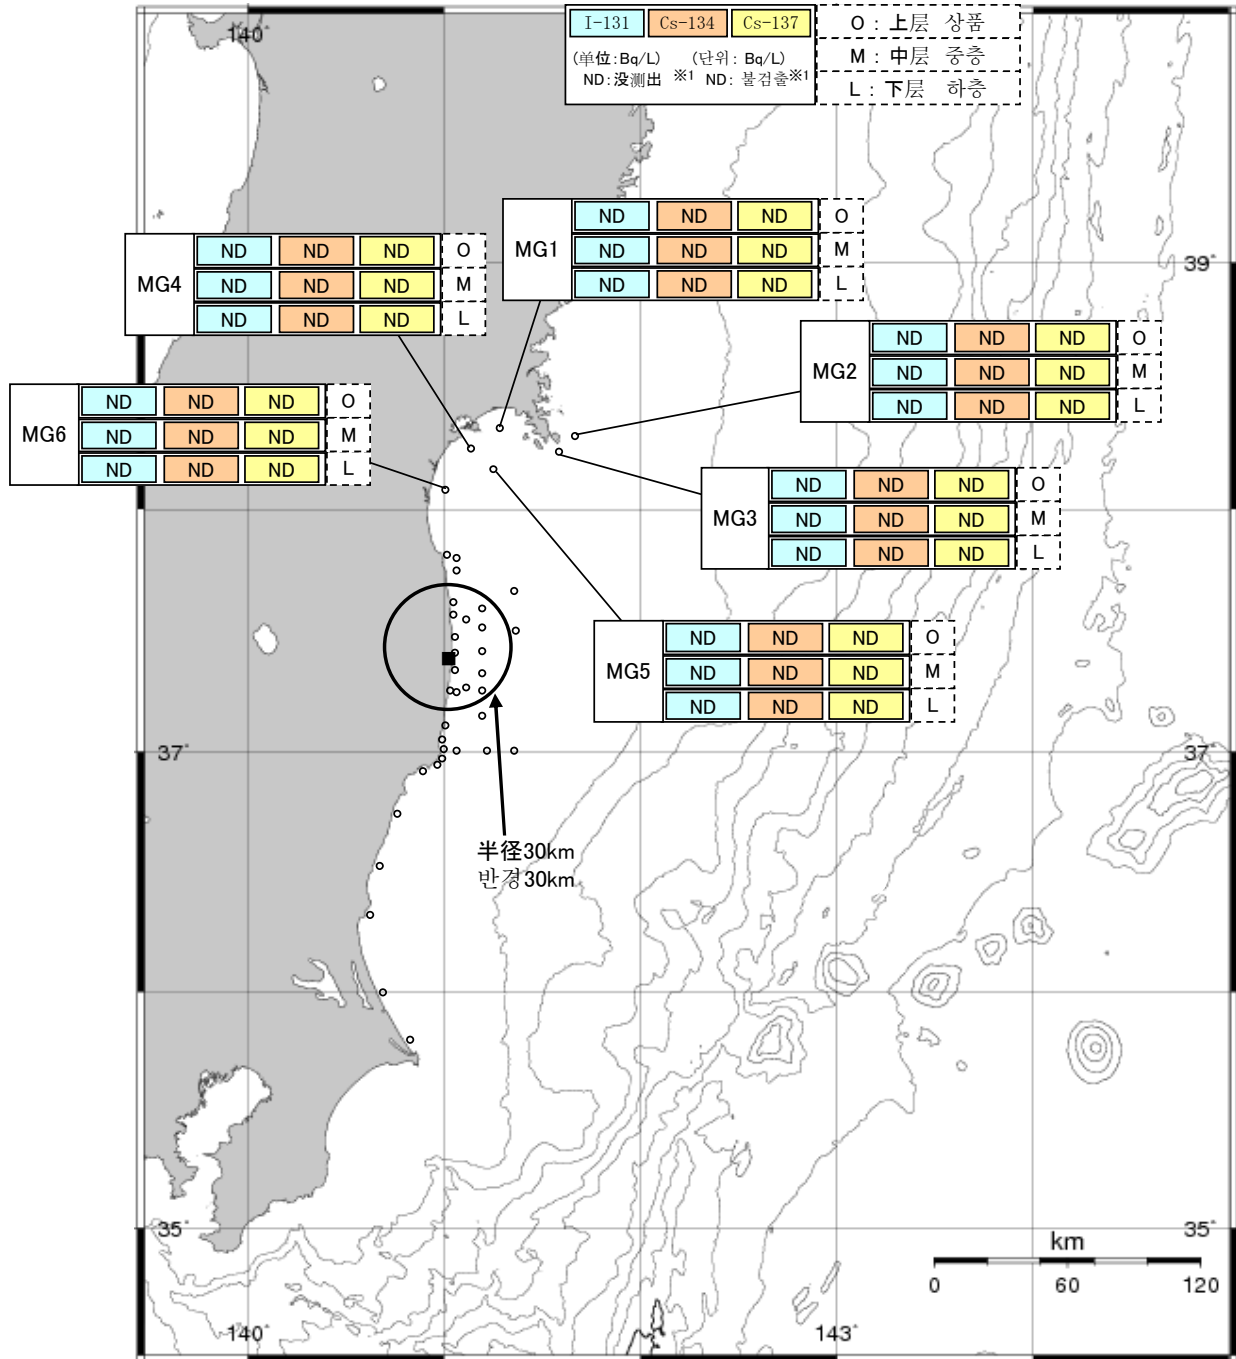 140°
I-131 Cs-134 Cs-137
(単位:Bq/L) (단위: Bq/L)
ND:没測出 ※1 ND: 불검출※1
O : 上层 상품
M : 中层 중층
L : 下层 하층
MG1
ND ND ND O
ND ND ND M
ND ND ND L
MG4
ND ND ND O
ND ND ND M
ND ND ND L
39°
MG2
ND ND ND O
ND ND ND M
ND ND ND L
MG6
ND ND ND O
ND ND ND M
ND ND ND L
MG3
ND ND ND O
ND ND ND M
ND ND ND L
MG5
ND ND ND O
ND ND ND M
ND ND ND L
37° 37°
半径30km
반경30km
35° 35°
km
0 60 120
140° 143°